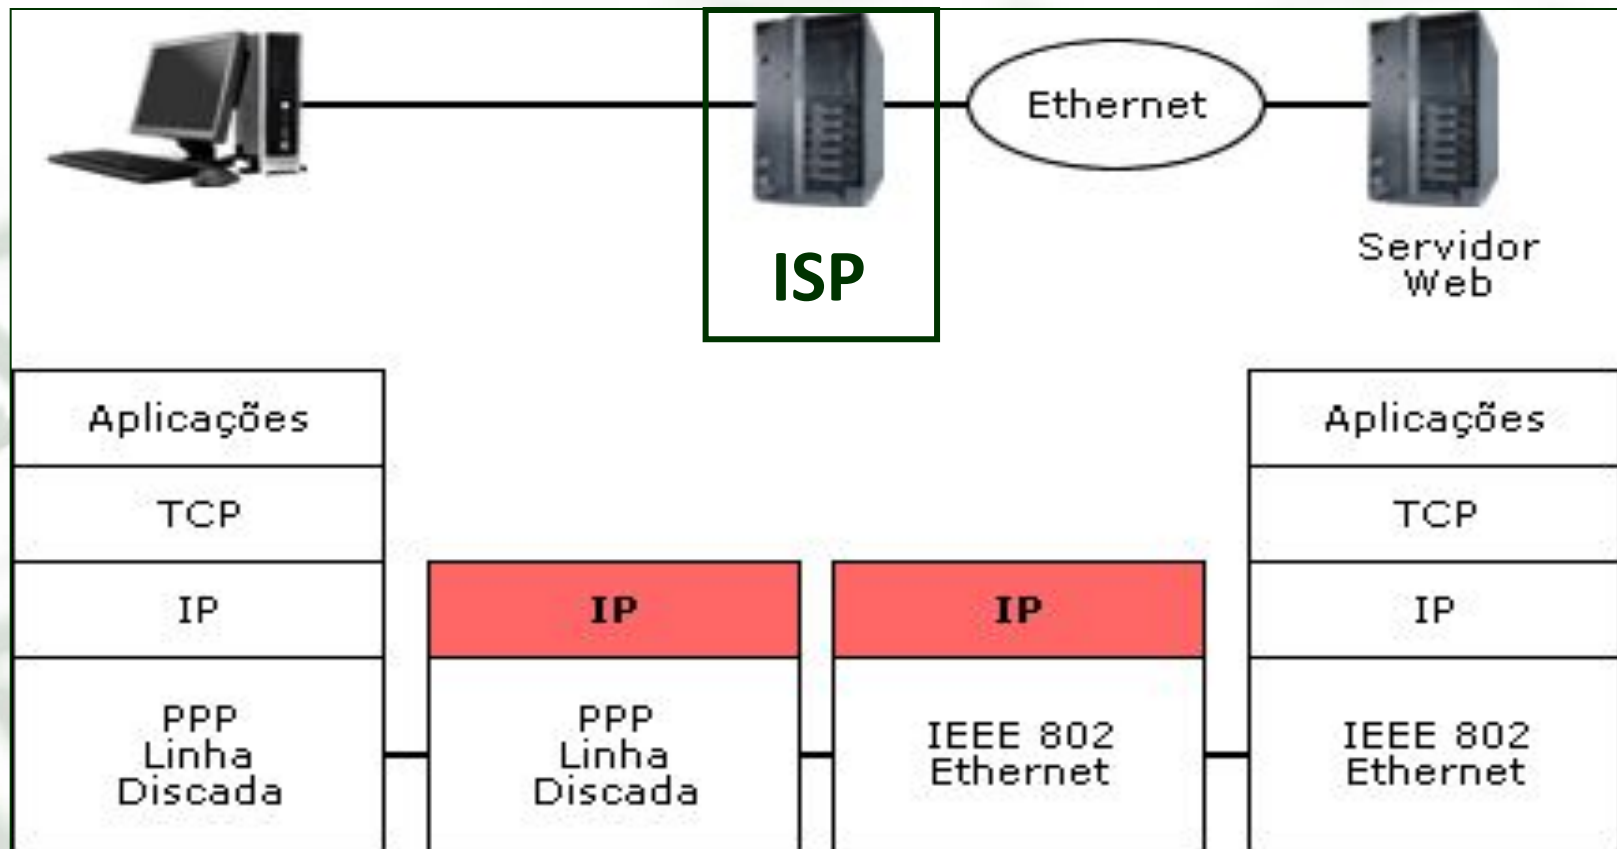 Ethernet
ISP
Servidor
Web
Aplicações
TCP
IP
PPP
Linha
Discada
IP
PPP
Linha
Discada
IP
IEEE 802
Ethernet
Aplicações
TCP
IP
IEEE 802
Ethernet